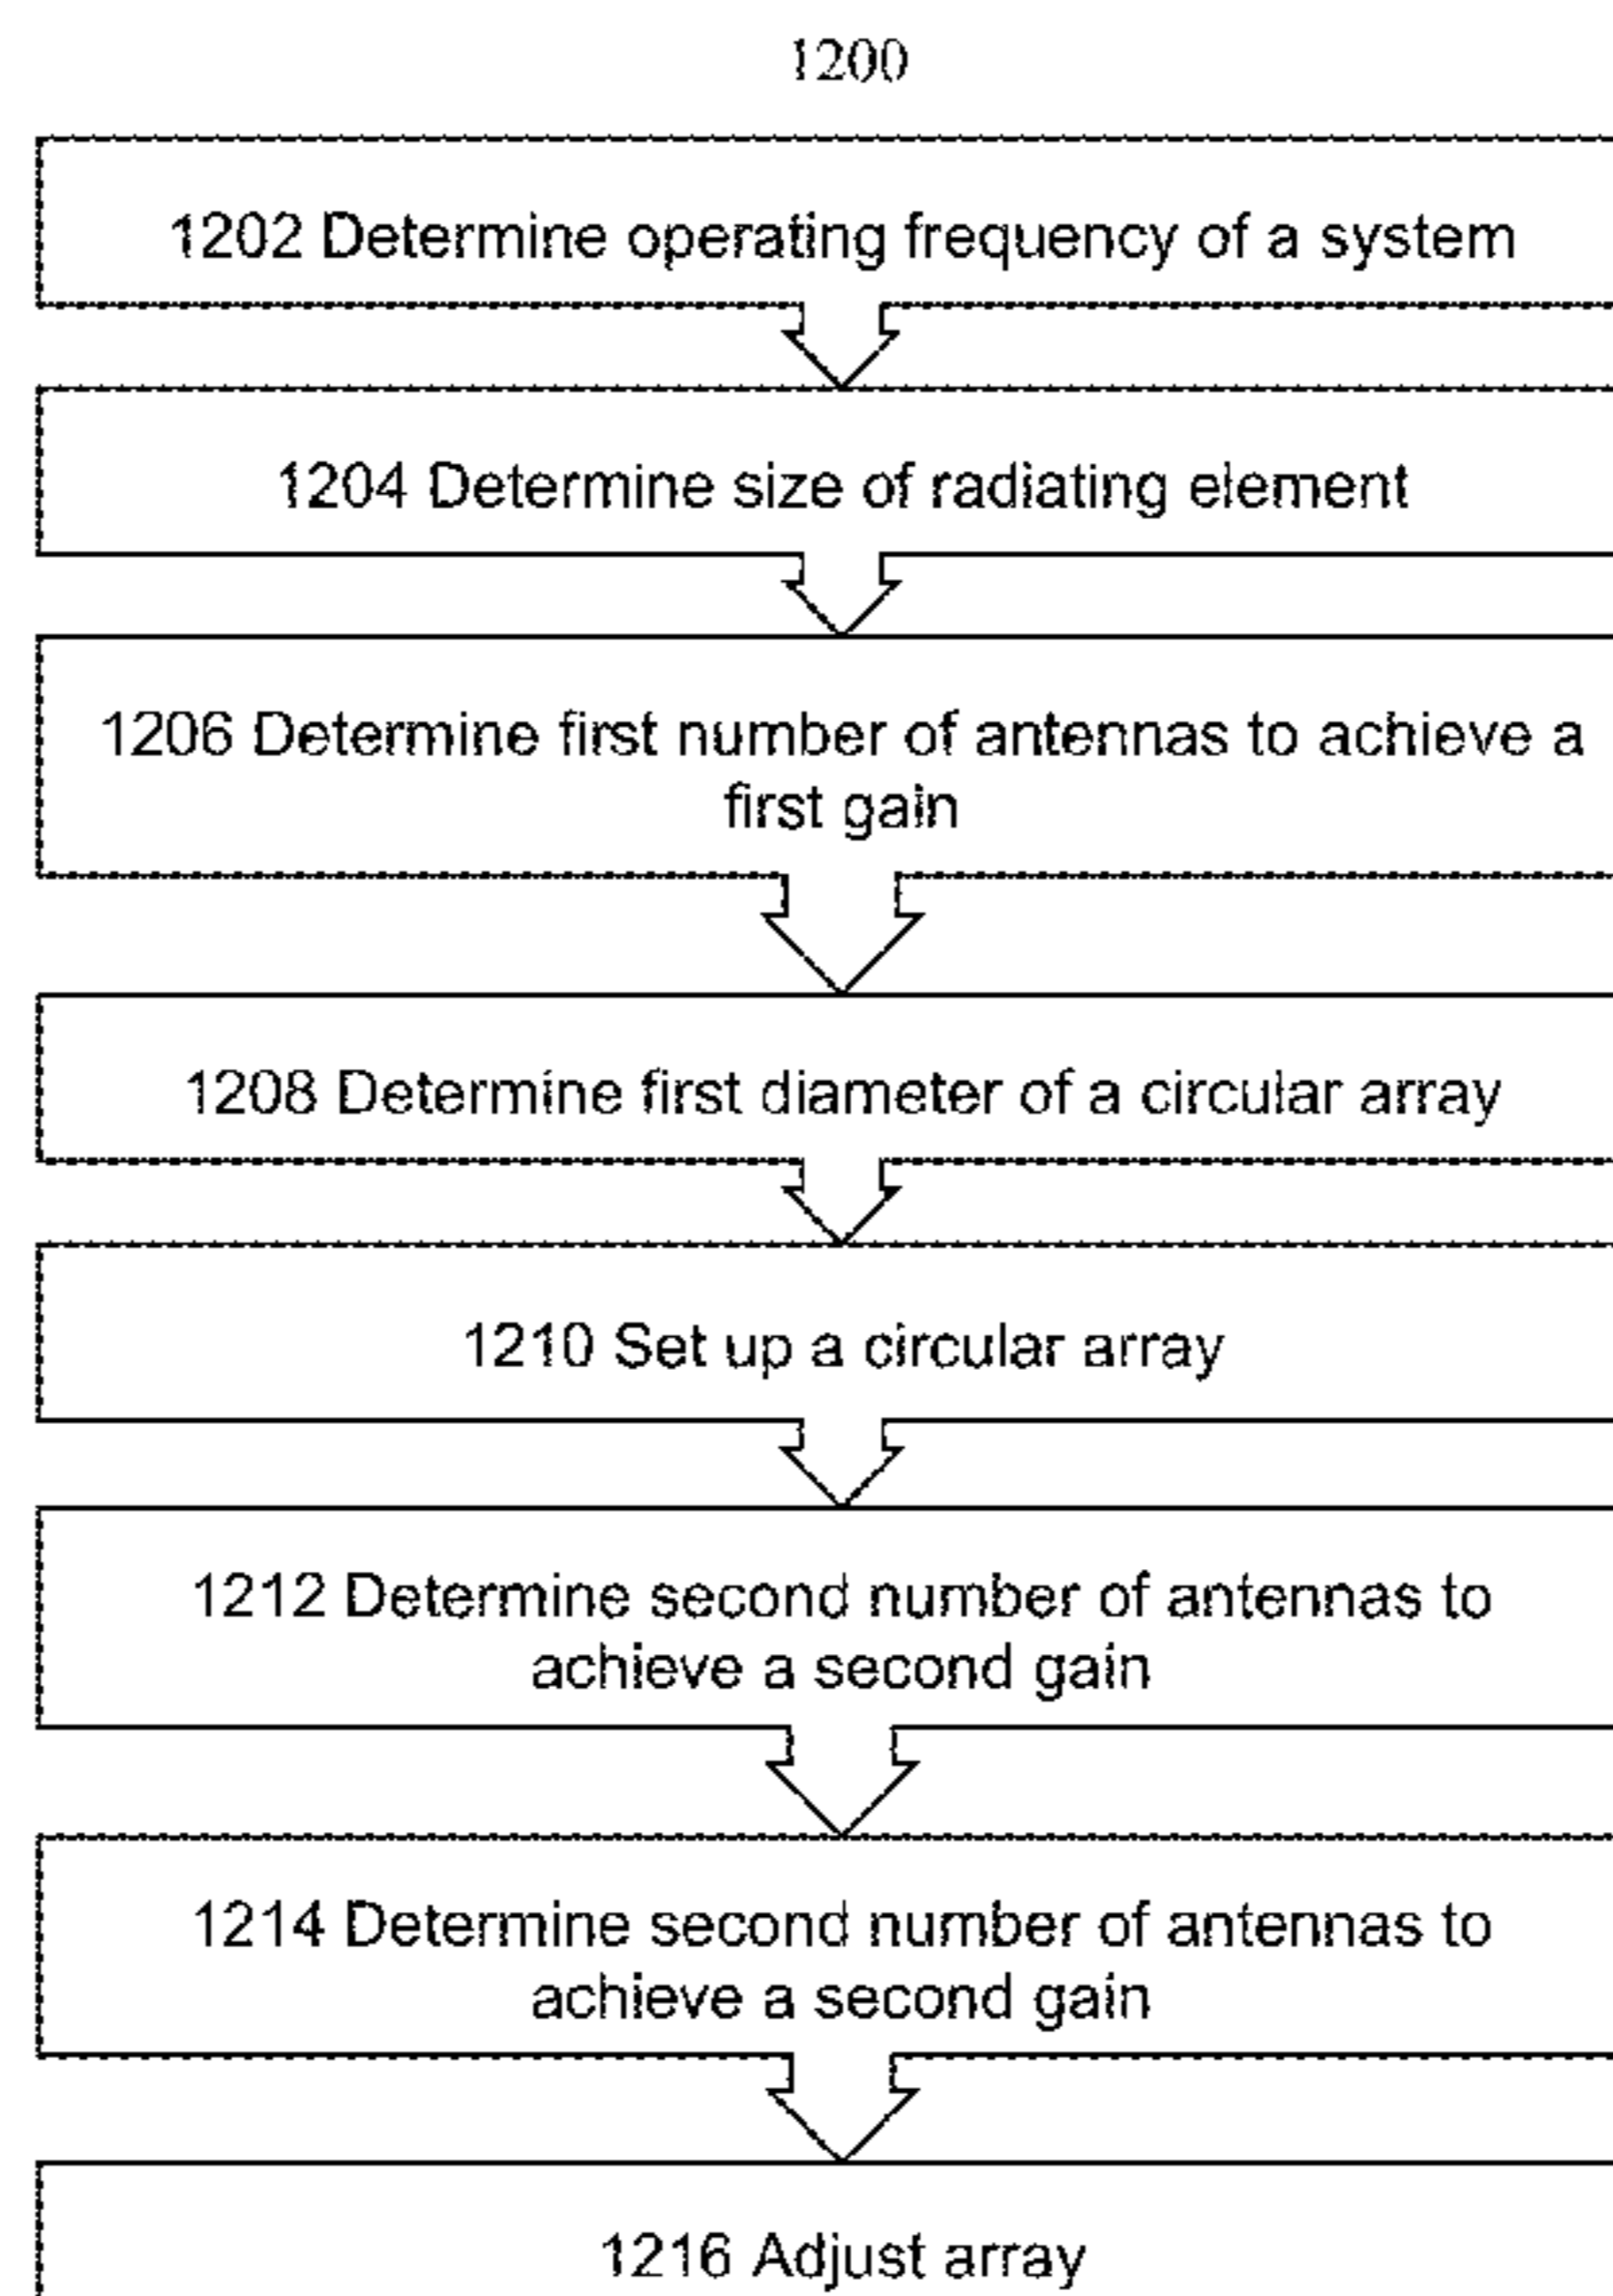 1200
1202 Determine operating frequency of a system
1204 Determine size of radiating element
1206 Determine first number of antennas to achieve a
first gain
1208 Determine first diameter of a circular array
1210 Set up a circular array
1212 Determine second number of antennas to
achieve a second gain
1214 Determine second number of antennas to
achieve a second gain
1216 Adjust array